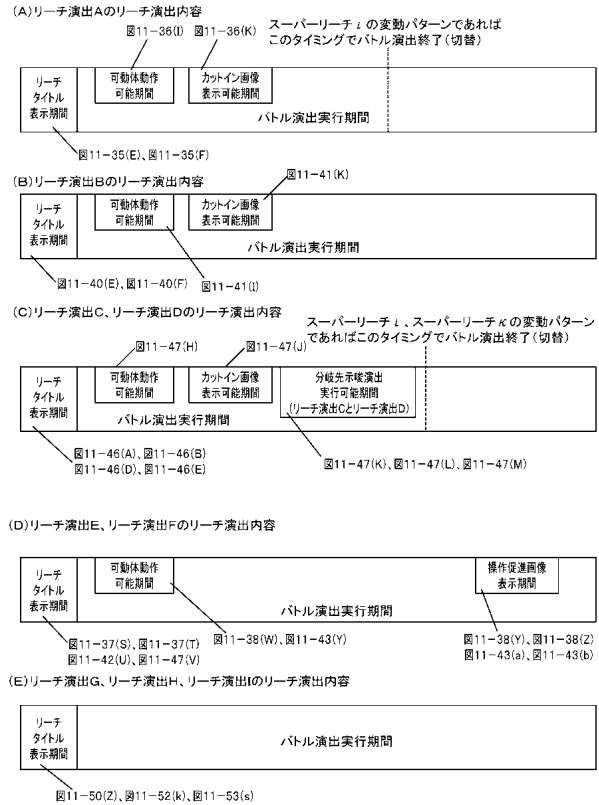 (A)リーチ演出Aのリーチ演出内容
図11-36(I)
図11-36(K)
スーパーリーチiの変動パターンであれば
このタイミングでバトル演出終了(切替)
リーチ
タイトル
表示期間
可動体動作
可能期間
カットイン画像
表示可能期間
バトル演出実行期間
図11-35(E)、図11-35(F)
(B)リーチ演出Bのリーチ演出内容
図11-41(K)
リーチ
タイトル
表示期間
可動体動作
可能期間
カットイン画像
表示可能期間
バトル演出実行期間
図11-40(E)、図11-40(F)
図11-41(I)
(C)リーチ演出C、リーチ演出Dのリーチ演出内容
スーパーリーチi、スーパーリーチKの変動パターン
であればこのタイミングでバトル演出終了(切替)
図11-47(H)
図11-47(J)
リーチ
タイトル
表示期間
可動体動作
可能期間
カットイン画像
表示可能期間
分岐先示唆演出
実行可能期間
(リーチ演出Cとリーチ演出D)
バトル演出実行期間
図11-46(A)、図11-46(B)
図11-46(D)、図11-46(E)
図11-47(K)、図11-47(L)、図11-47(M)
(D)リーチ演出E、リーチ演出Fのリーチ演出内容
リーチ
タイトル
表示期間
可動体動作
可能期間
操作促進画像
表示期間
バトル演出実行期間
図11-37(S)、図11-37(T)
図11-42(U)、図11-47(V)
図11-38(W)、図11-43(Y)
図11-38(Y)、図11-38(Z)
図11-43(a)、図11-43(b)
(E)リーチ演出G、リーチ演出H、リーチ演出Iのリーチ演出内容
リーチ
タイトル
表示期間
バトル演出実行期間
図11-50(Z)、図11-52(k)、図11-53(s)